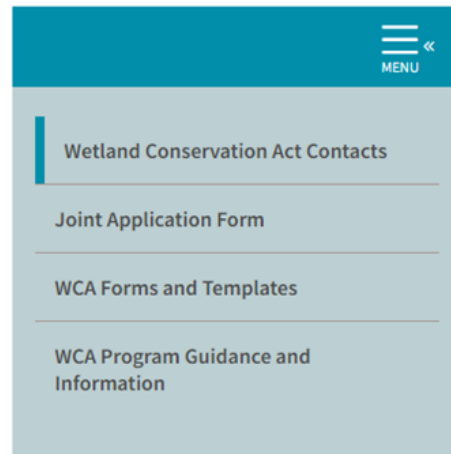 «
MENU
Wetland Conservation Act Contacts
Joint Application Form
WCA Forms and Templates
WCA Program Guidance and
Information